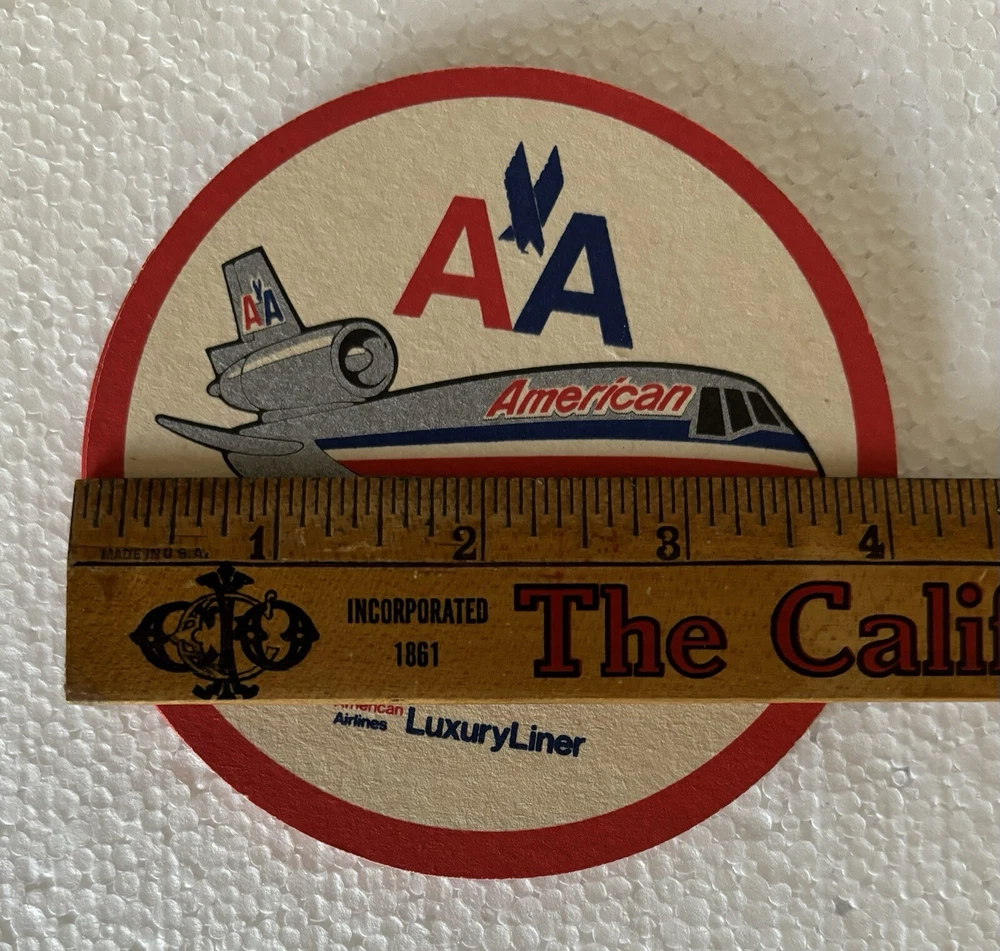 AA
AA
American
1 2 3 4
MADE IN U.S.A.
INCORPORATED
1861
The Calif
American
Airlines LuxuryLiner